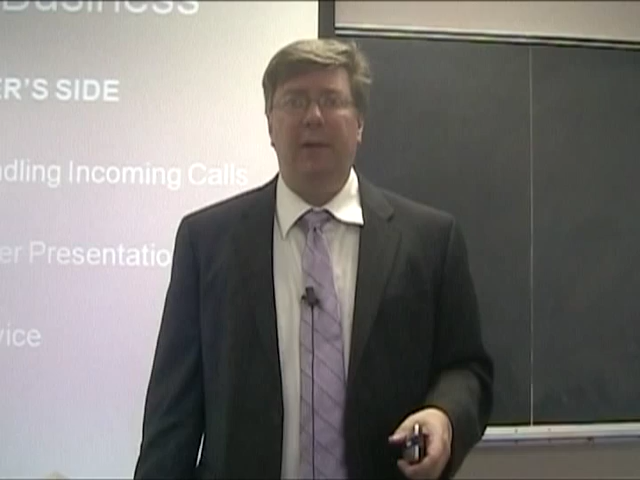 Business
ER'S SIDE
ndling Incoming Calls
er Presentatio
vice